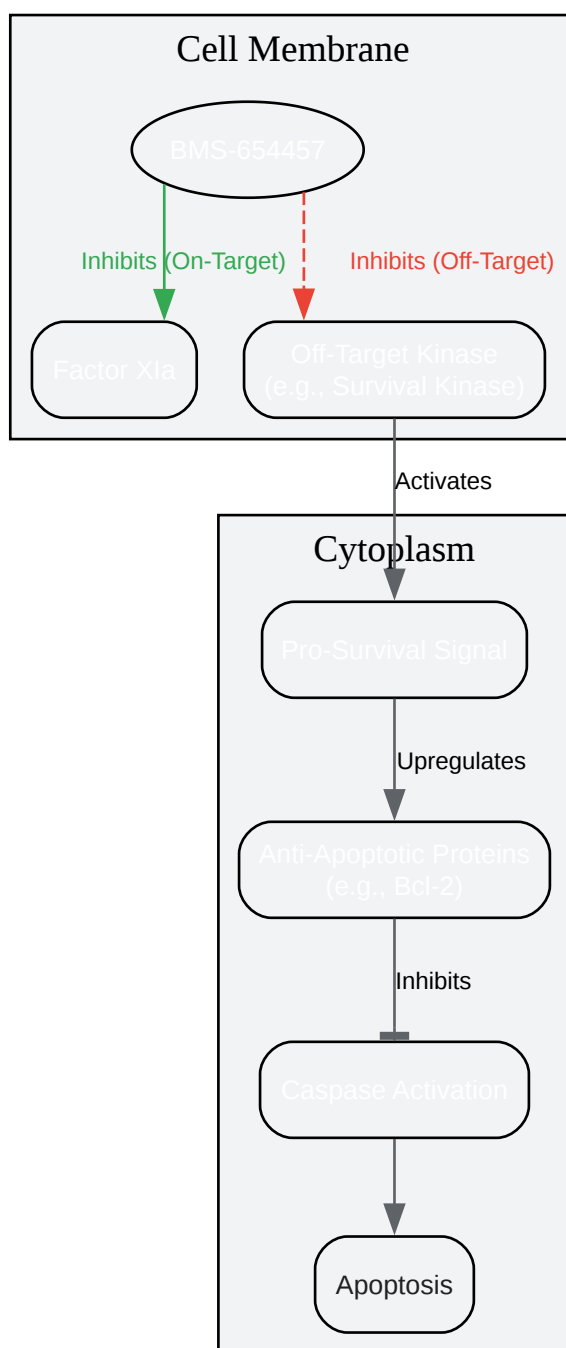 Cell Membrane
BMS-654457
Inhibits (On-Target)
Inhibits (Off-Target)
Factor XIa
Off-Target Kinase
(e.g., Survival Kinase)
Activates
Cytoplasm
Pro-Survival Signal
Upregulates
Anti-Apoptotic Proteins
(e.g., Bcl-2)
Inhibits
Caspase Activation
Apoptosis